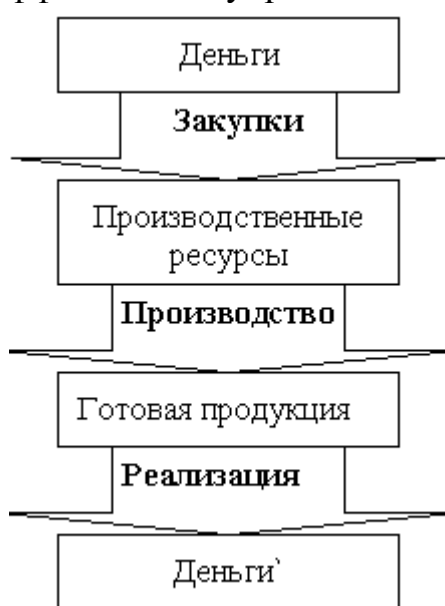 Деньги
Закупки
Производственные
ресурсы
Производство
Готовая продукция
Реализация
Деньги`